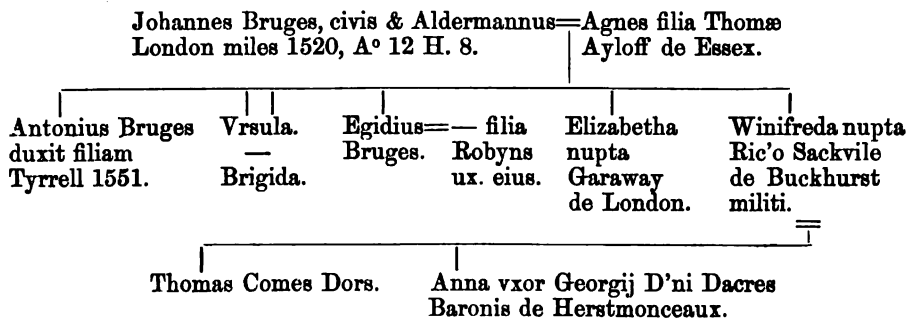 Johannes Bruges, civis & Aldermannus=Agnes filia Thomæ
London miles 1520, Aº 12 H. 8. Ayloff de Essex.
Antonius Bruges
duxit filiam
Tyrrell 1551.
Vrsula.
—
Brigida.
Egidius=— filia
Bruges. Robyns
ux. eius.
Elizabetha
nupta
Garaway
de London.
Winifreda nupta
Ric'o Sackvile
de Buckhurst
militi.
Thomas Comes Dors.
Anna vxor Georgij D'ni Dacres
Baronis de Herstmonceaux.